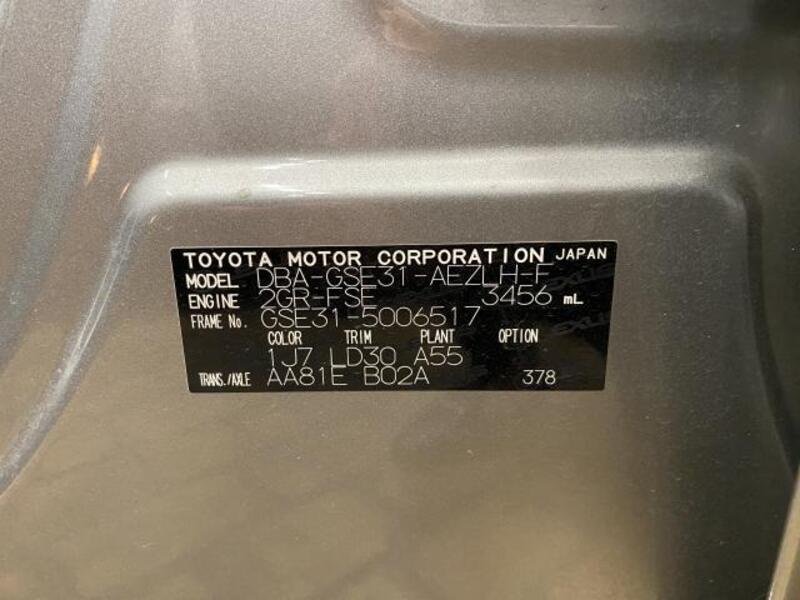 TOYOTA MOTOR CORPORATION JAPAN
MODEL DBA-GSE31-AEZLH-F
ENGINE 2GR-FSE 3456 mL
FRAME No. GSE31-5006517
COLOR TRIM PLANT OPTION
1J7 LD30 A55
TRANS./AXLE AA81E B02A 378